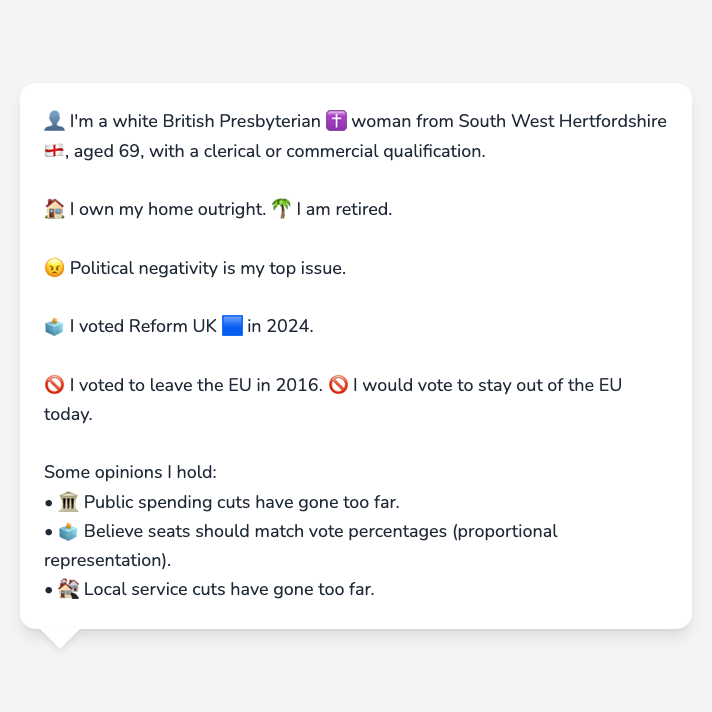 👤 I'm a white British Presbyterian ✝️ woman from South West Hertfordshire
🏴󠁧󠁢󠁥󠁮󠁧󠁿, aged 69, with a clerical or commercial qualification.
🏠 I own my home outright. 🌴 I am retired.
😠 Political negativity is my top issue.
🗳️ I voted Reform UK 🟦 in 2024.
🚫 I voted to leave the EU in 2016. 🚫 I would vote to stay out of the EU
today.
Some opinions I hold:
• 🏛️ Public spending cuts have gone too far.
• 🗳️ Believe seats should match vote percentages (proportional
representation).
• 🏘️ Local service cuts have gone too far.